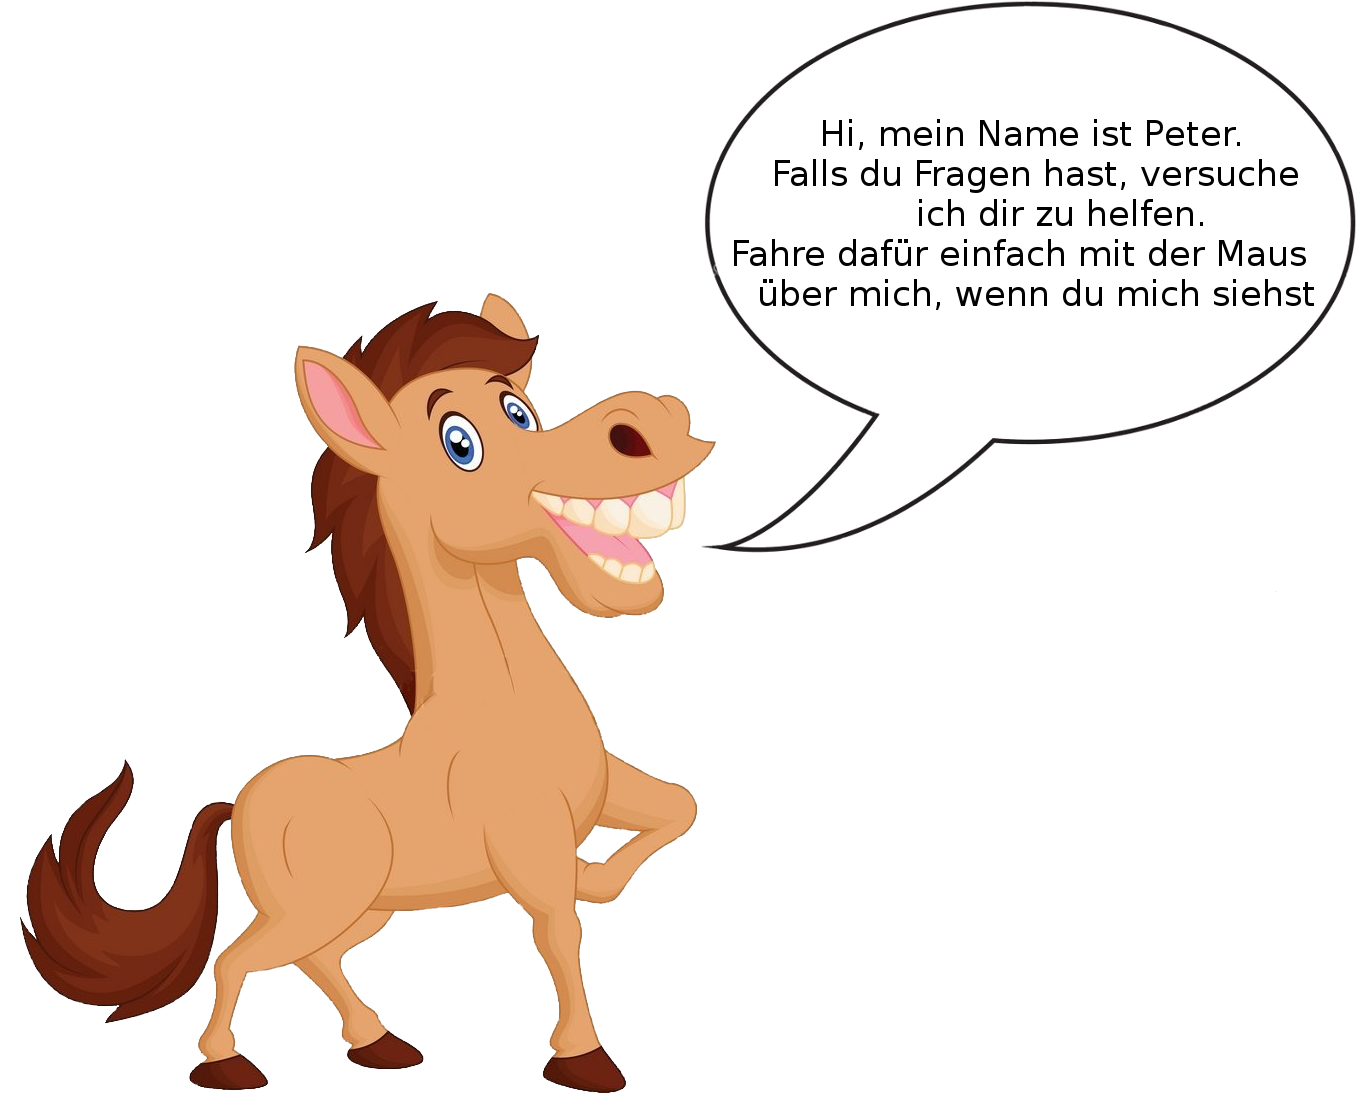 Hi, mein Name ist Peter.
Falls du Fragen hast, versuche
ich dir zu helfen.
Fahre dafür einfach mit der Maus
über mich, wenn du mich siehst